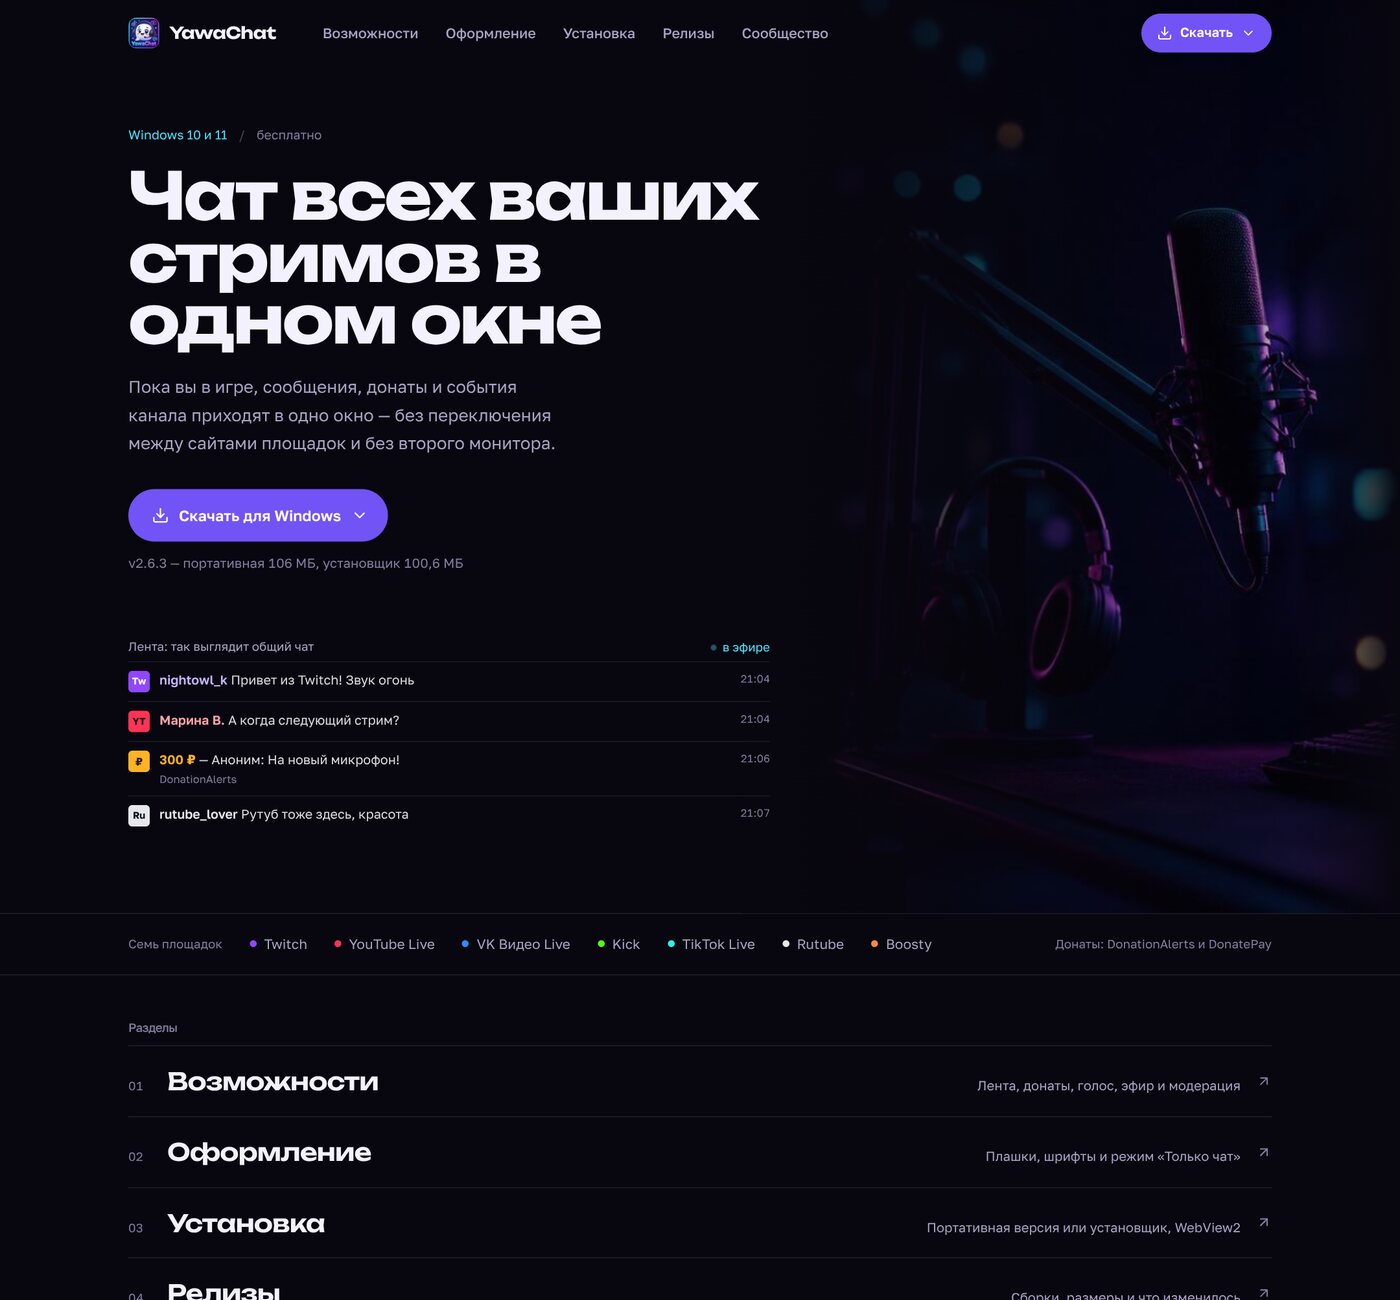 YawaChat
YawaChat
Возможности
Оформление
Установка
Релизы
Сообщество
Скачать
Windows 10 и 11 / бесплатно
Чат всех ваших
стримов в
одном окне
Пока вы в игре, сообщения, донаты и события
канала приходят в одно окно — без переключения
между сайтами площадок и без второго монитора.
Скачать для Windows
v2.6.3 — портативная 106 МБ, установщик 100,6 МБ
Лента: так выглядит общий чат
в эфире
Tw nightowl_k Привет из Twitch! Звук огонь 21:04
YT Марина В. А когда следующий стрим? 21:04
₽ 300 ₽ — Аноним: На новый микрофон! 21:06
DonationAlerts
Ru rutube_lover Рутуб тоже здесь, красота 21:07
Семь площадок
Twitch
YouTube Live
VK Видео Live
Kick
TikTok Live
Rutube
Boosty
Донаты: DonationAlerts и DonatePay
Разделы
01 Возможности
Лента, донаты, голос, эфир и модерация
02 Оформление
Плашки, шрифты и режим «Только чат»
03 Установка
Портативная версия или установщик, WebView2
04 Релизы
Сборки, размеры и что изменилось